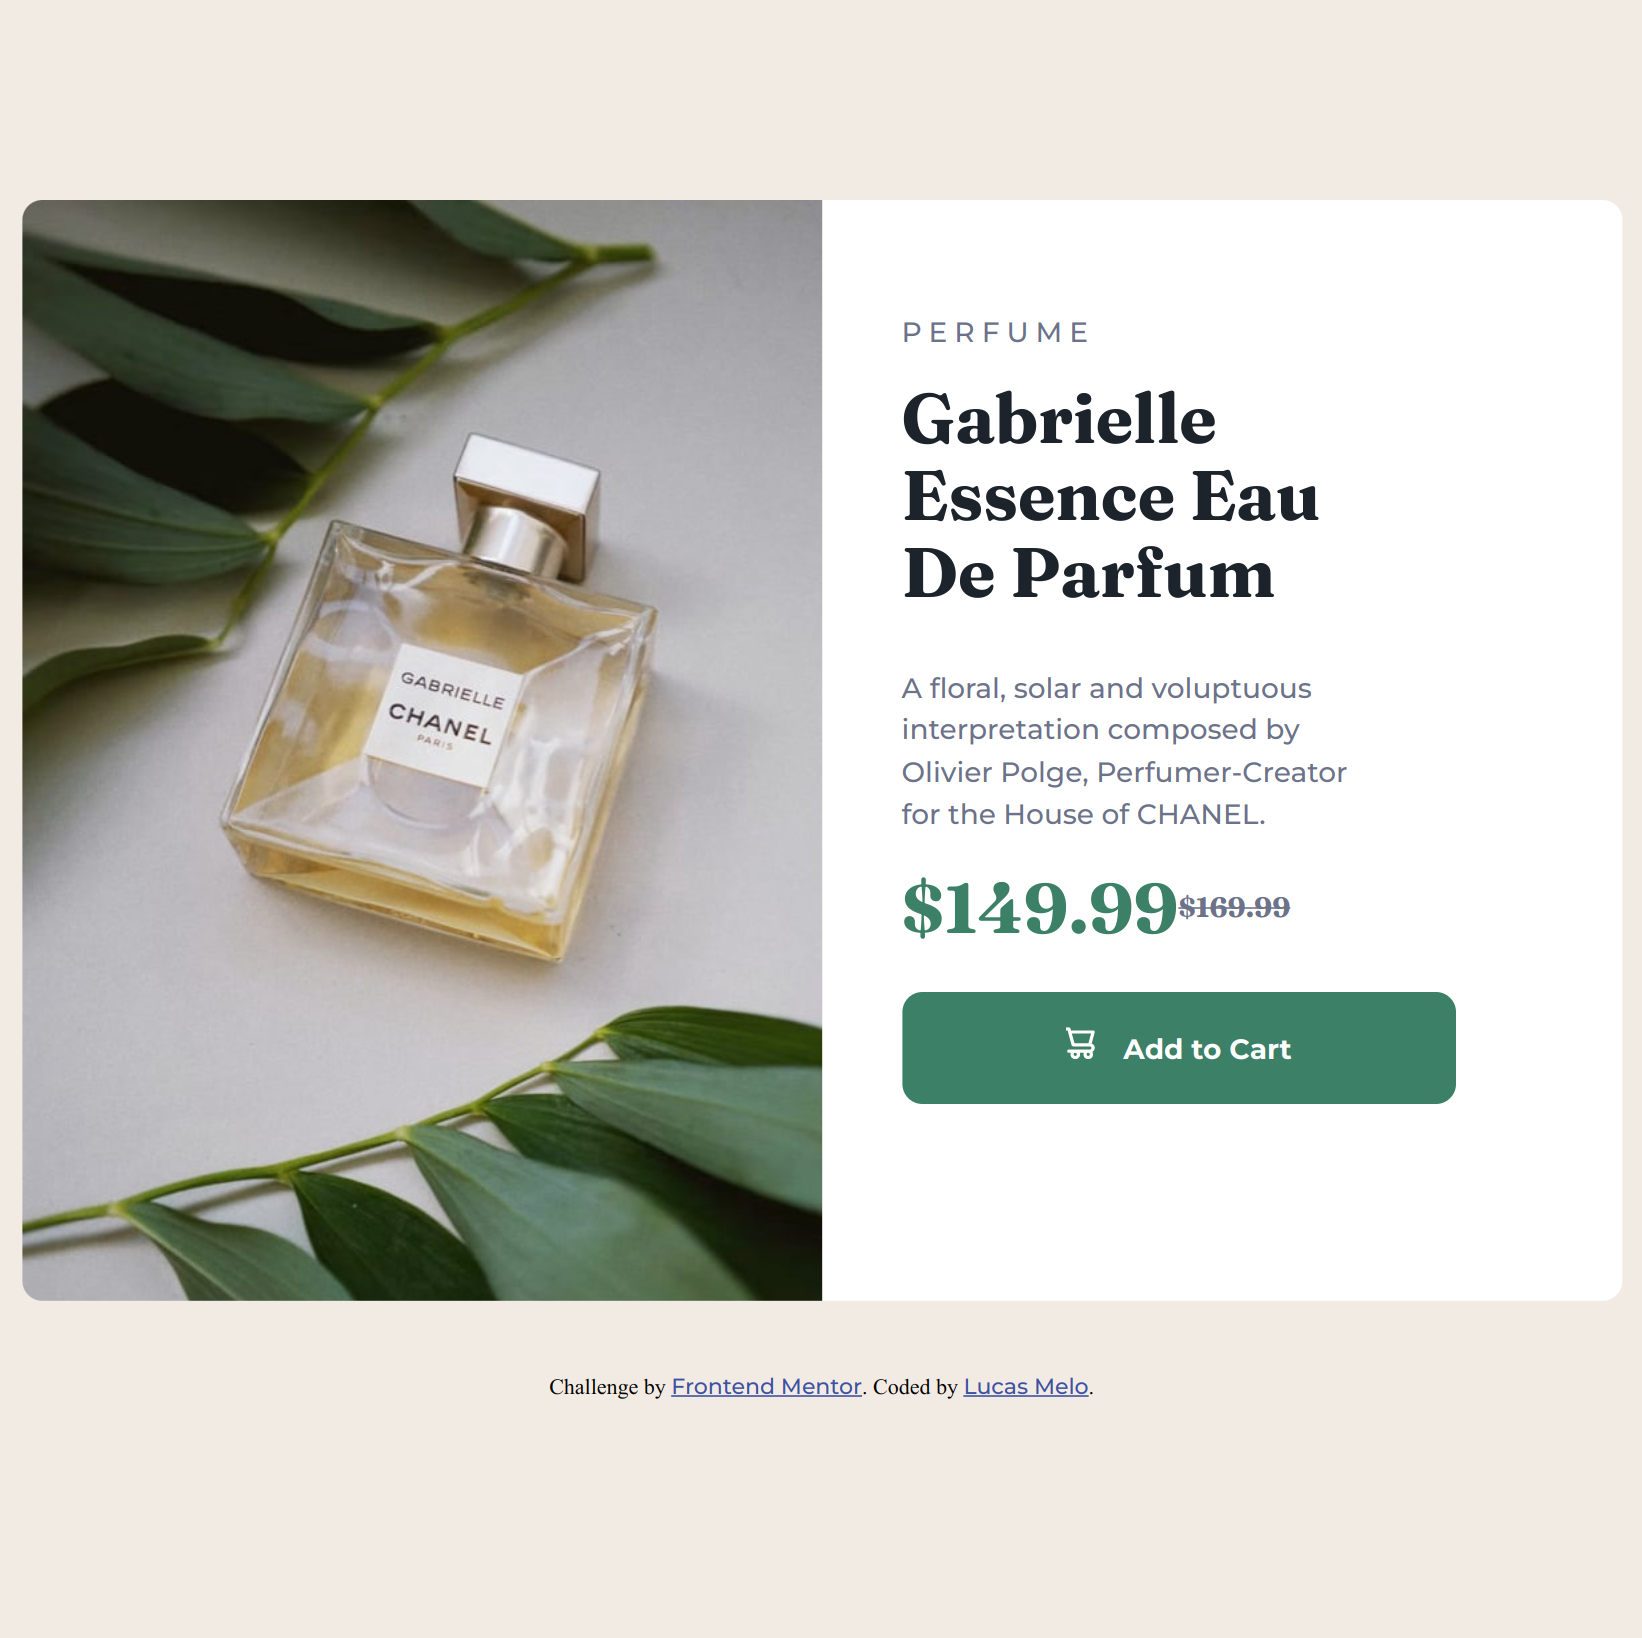 PERFUME
Gabrielle
Essence Eau
De Parfum
A floral, solar and voluptuous
interpretation composed by
Olivier Polge, Perfumer-Creator
for the House of CHANEL.
$149.99 $169.99
Add to Cart
GABRIELLE
CHANEL
PARIS
Challenge by Frontend Mentor. Coded by Lucas Melo.